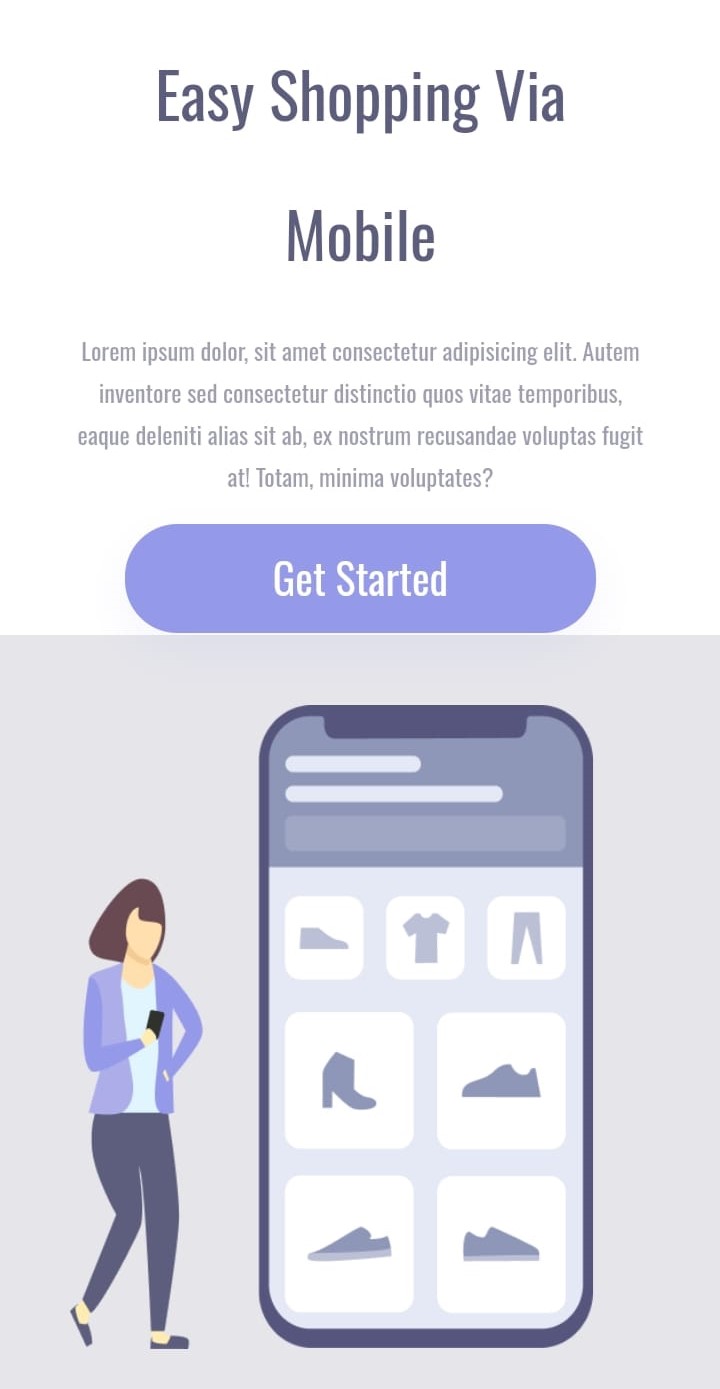 Easy Shopping Via
Mobile
Lorem ipsum dolor, sit amet consectetur adipisicing elit. Autem
inventore sed consectetur distinctio quos vitae temporibus,
eaque deleniti alias sit ab, ex nostrum recusandae voluptas fugit
at! Totam, minima voluptates?
Get Started